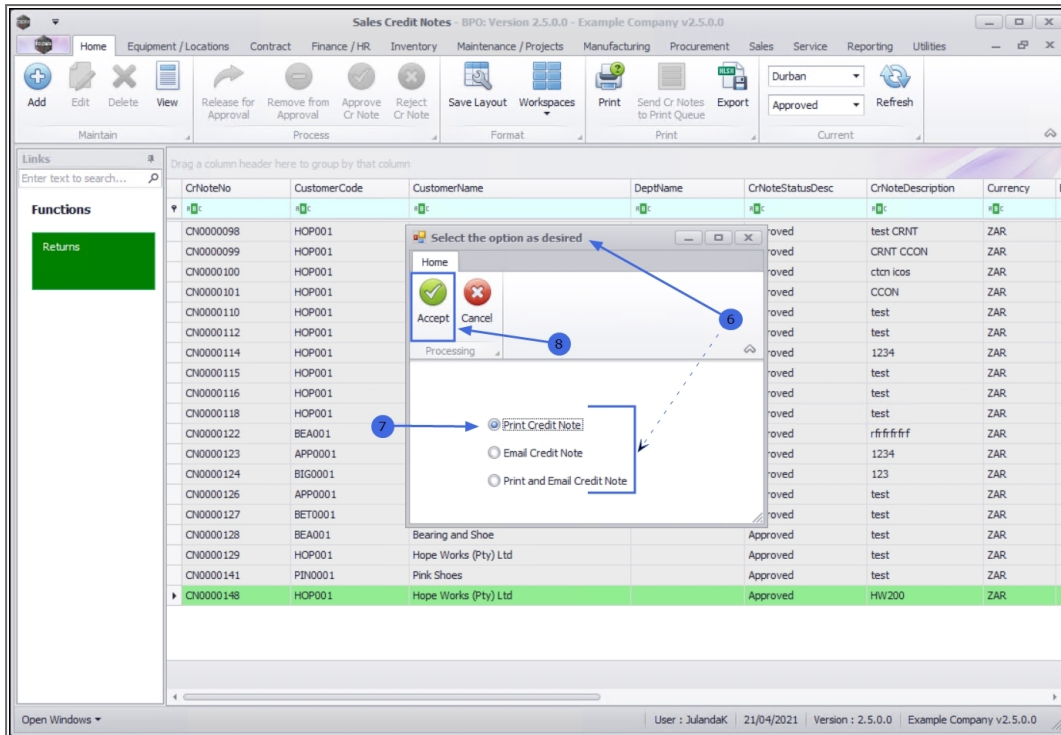 Sales Credit Notes - BPO: Version 2.5.0.0 - Example Company v2.5.0.0
Home Equipment / Locations Contract Finance / HR Inventory Maintenance / Projects Manufacturing Procurement Sales Service Reporting Utilities
Add Edit Delete View Release for Approval Remove from Approval Approve Cr Note Reject Cr Note Save Layout Workspaces Print Send Cr Notes to Print Queue Export Durban Approved Refresh
Maintain Process Format Print Current
Links
Enter text to search...
Functions
Returns
Drag a column header here to group by that column
CrNoteNo CustomerCode CustomerName DeptName CrNoteStatusDesc CrNoteDescription Currency
CN0000098 HOP001 roved test CRNT ZAR
CN0000099 HOP001 roved CRNT CCON ZAR
CN0000100 HOP001 roved ctcn icos ZAR
CN0000101 HOP001 roved CCON ZAR
CN0000110 HOP001 roved test ZAR
CN0000112 HOP001 roved test ZAR
CN0000114 HOP001 roved 1234 ZAR
CN0000115 HOP001 roved test ZAR
CN0000116 HOP001 roved test ZAR
CN0000118 HOP001 roved test ZAR
CN0000122 BEA001 roved rfrfrfrfrf ZAR
CN0000123 APP0001 roved 1234 ZAR
CN0000124 BIG0001 roved 123 ZAR
CN0000126 APP0001 roved test ZAR
CN0000127 BET0001 roved test ZAR
CN0000128 BEA001 Bearing and Shoe Approved test ZAR
CN0000129 HOP001 Hope Works (Pty) Ltd Approved test ZAR
CN0000141 PIN0001 Pink Shoes Approved test ZAR
CN0000148 HOP001 Hope Works (Pty) Ltd Approved HW200 ZAR
Select the option as desired
Home
Accept Cancel
Processing
6
8
7
Print Credit Note
Email Credit Note
Print and Email Credit Note
Open Windows
User : JulandaK 21/04/2021 Version : 2.5.0.0 Example Company v2.5.0.0